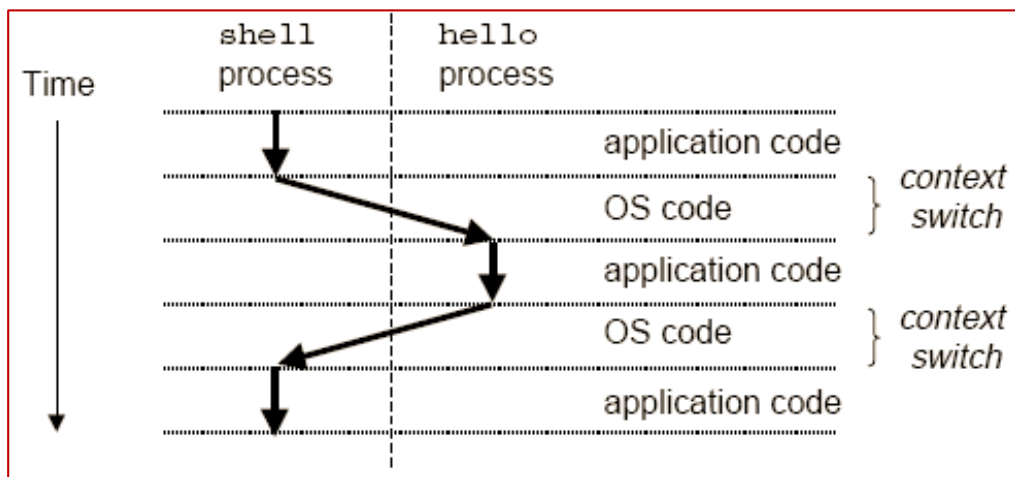 shell
process
hello
process
Time
application code
OS code
context
switch
application code
OS code
context
switch
application code